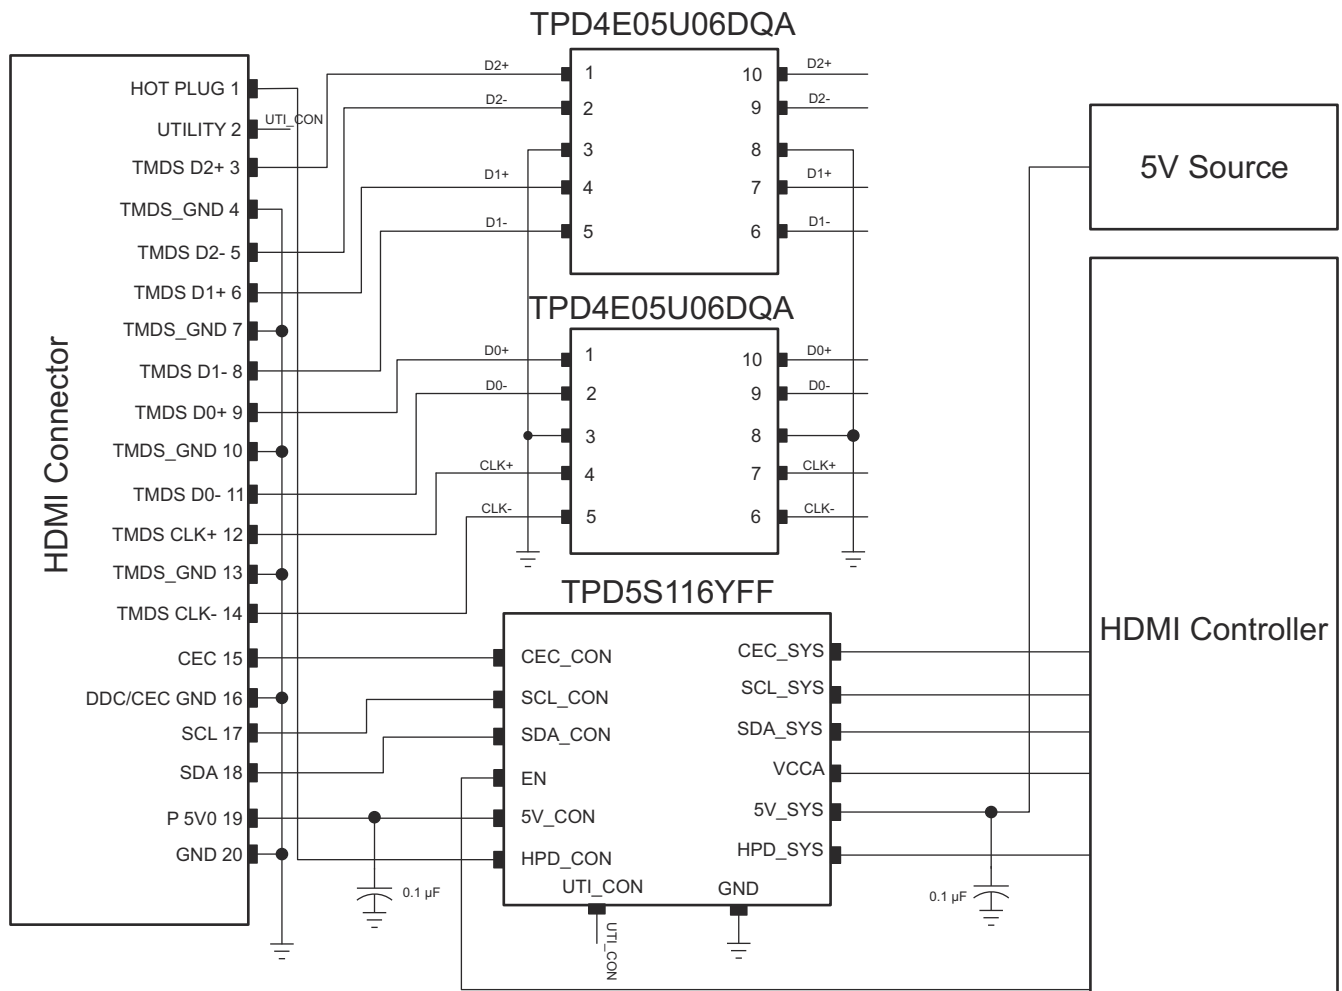 TPD4E05U06DQA
HDMI Connector
HOT PLUG 1
UTILITY 2
UTI_CON
TMDS D2+ 3
TMDS_GND 4
TMDS D2- 5
TMDS D1+ 6
TMDS_GND 7
TMDS D1- 8
TMDS D0+ 9
TMDS_GND 10
TMDS D0- 11
TMDS CLK+ 12
TMDS_GND 13
TMDS CLK- 14
CEC 15
DDC/CEC GND 16
SCL 17
SDA 18
P 5V0 19
GND 20
D2+ 1 10 D2+
D2- 2 9 D2-
3 8
D1+ 4 7 D1+
D1- 5 6 D1-
TPD4E05U06DQA
D0+ 1 10 D0+
D0- 2 9 D0-
3 8
CLK+ 4 7 CLK+
CLK- 5 6 CLK-
TPD5S116YFF
CEC_CON CEC_SYS
SCL_CON SCL_SYS
SDA_CON SDA_SYS
EN VCCA
5V_CON 5V_SYS
HPD_CON HPD_SYS
UTI_CON GND
UTI_CON
0.1 µF
0.1 µF
5V Source
HDMI Controller